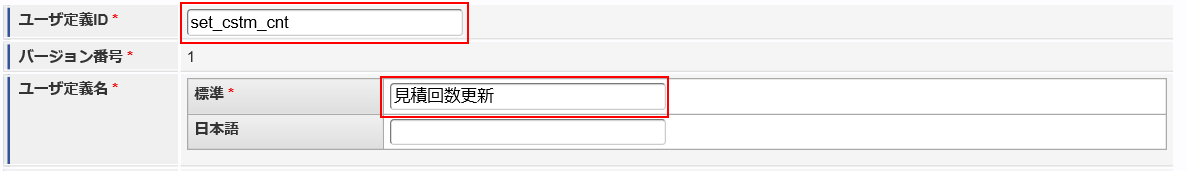 ユーザ定義ID * set_cstm_cnt
バージョン番号 * 1
ユーザ定義名 * 標準 * 見積回数更新
日本語